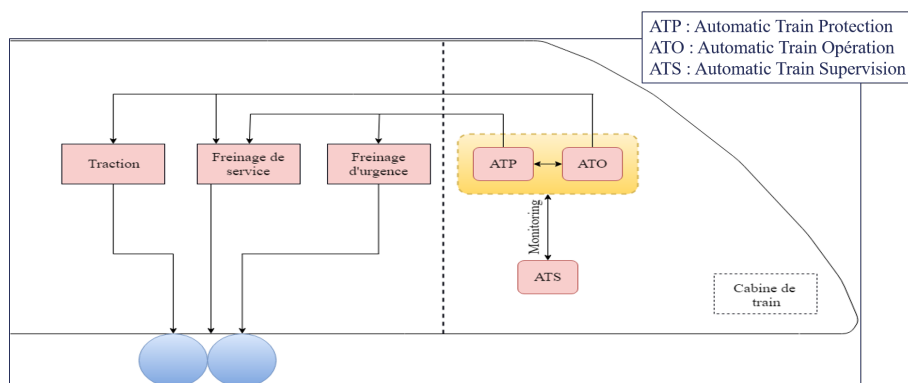 ATP : Automatic Train Protection
ATO : Automatic Train Opération
ATS : Automatic Train Supervision
Traction
Freinage de
service
Freinage
d'urgence
ATP
ATO
Monitoring
ATS
Cabine de
train